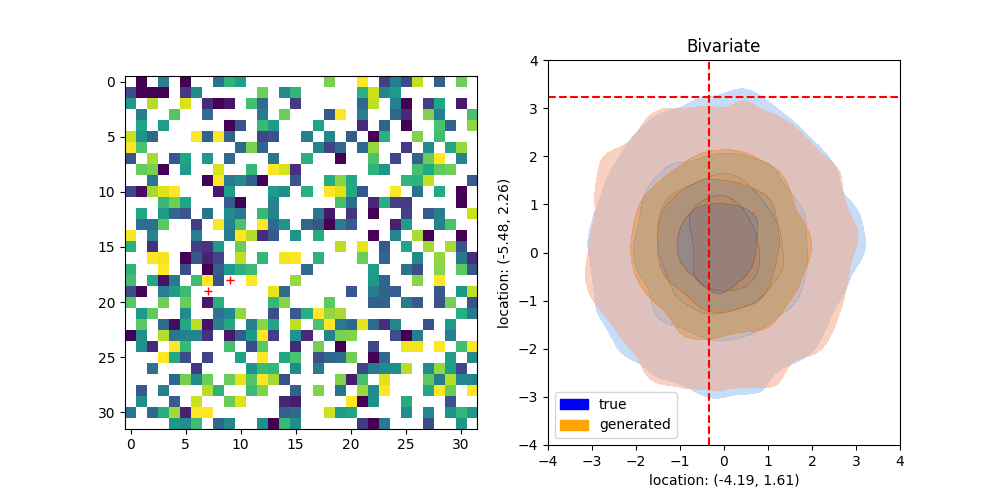 Bivariate
0
5
10
15
20
25
30
0 5 10 15 20 25 30
4
3
2
1
0
−1
−2
−3
−4
location: (-5.48, 2.26)
true
generated
−4 −3 −2 −1 0 1 2 3 4
location: (-4.19, 1.61)